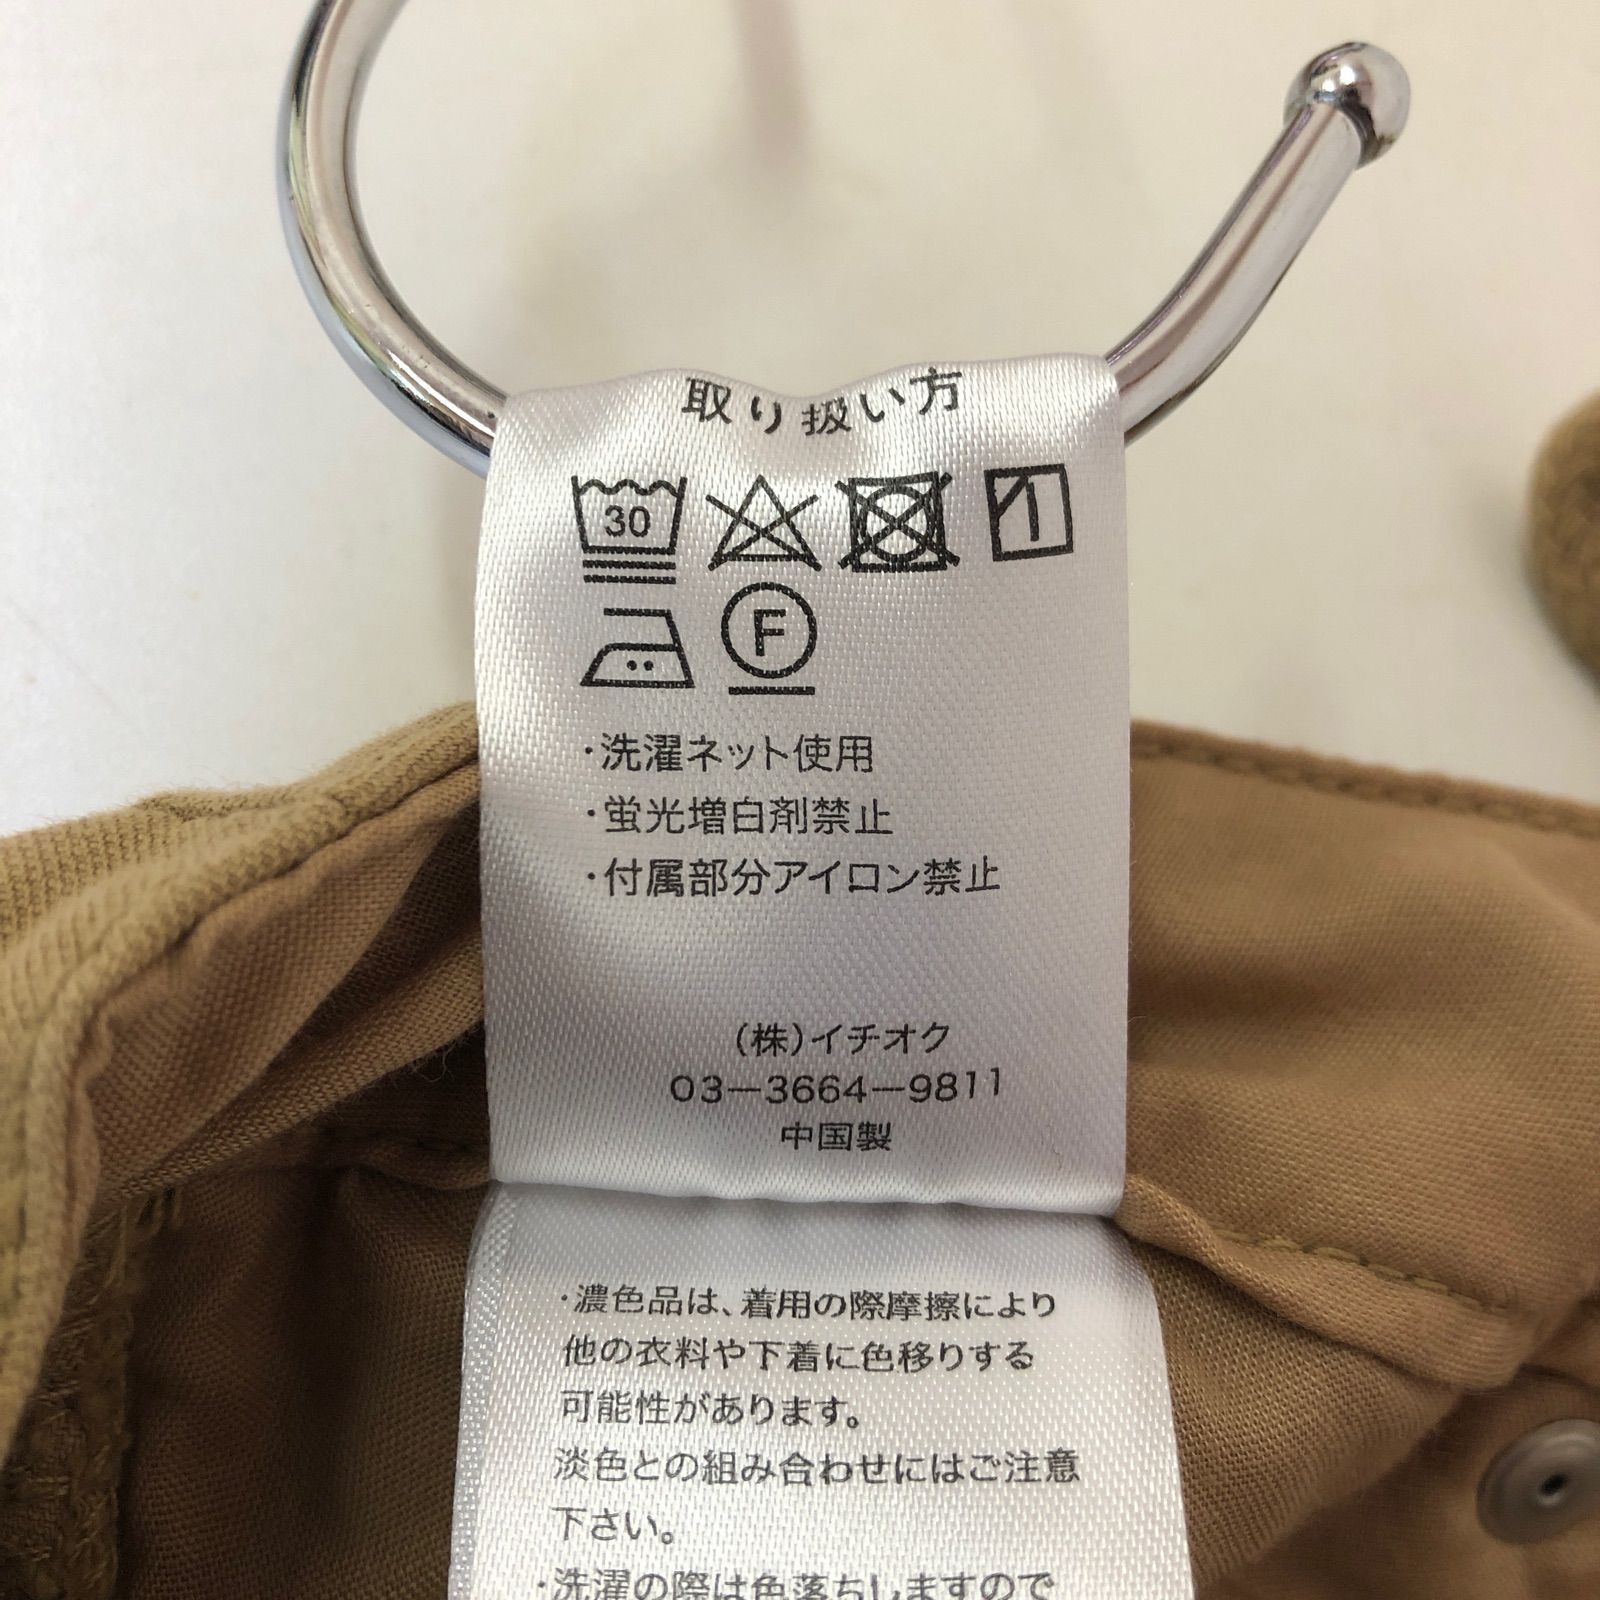 取り扱い方
30
F
・洗濯ネット使用
・蛍光増白剤禁止
・付属部分アイロン禁止
(株)イチオク
03－3664－9811
中国製
・濃色品は、着用の際摩擦により
他の衣料や下着に色移りする
可能性があります。
淡色との組み合わせにはご注意
下さい。
・洗濯の際は色落ちしますので